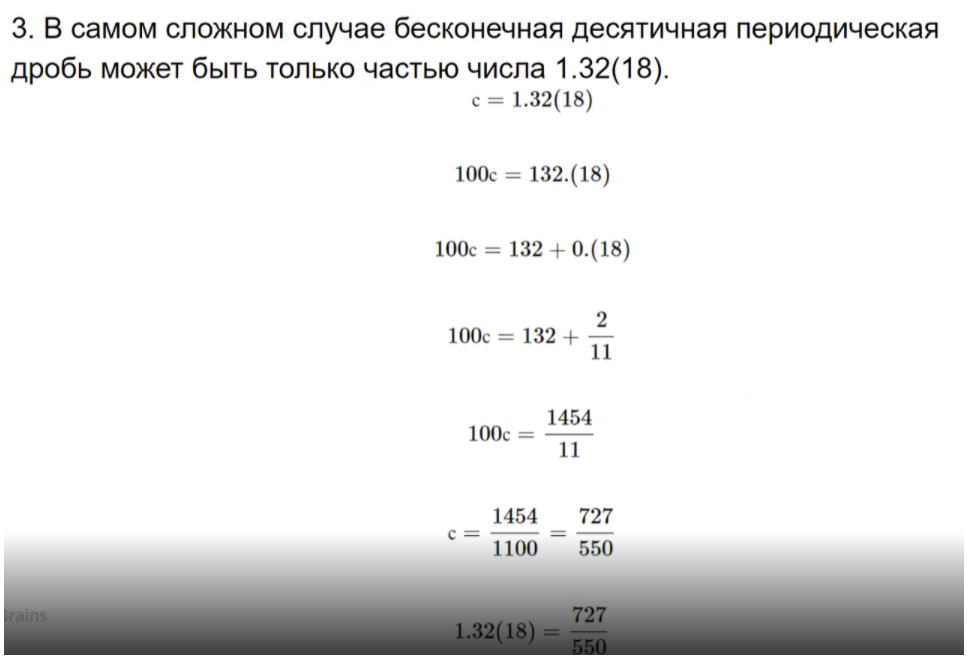 3. В самом сложном случае бесконечная десятичная периодическая
дробь может быть только частью числа 1.32(18).
c = 1.32(18)
100c = 132.(18)
100c = 132 + 0.(18)
100c = 132 + 2/11
100c = 1454/11
c = 1454/1100 = 727/550
rains
1.32(18) = 727/550